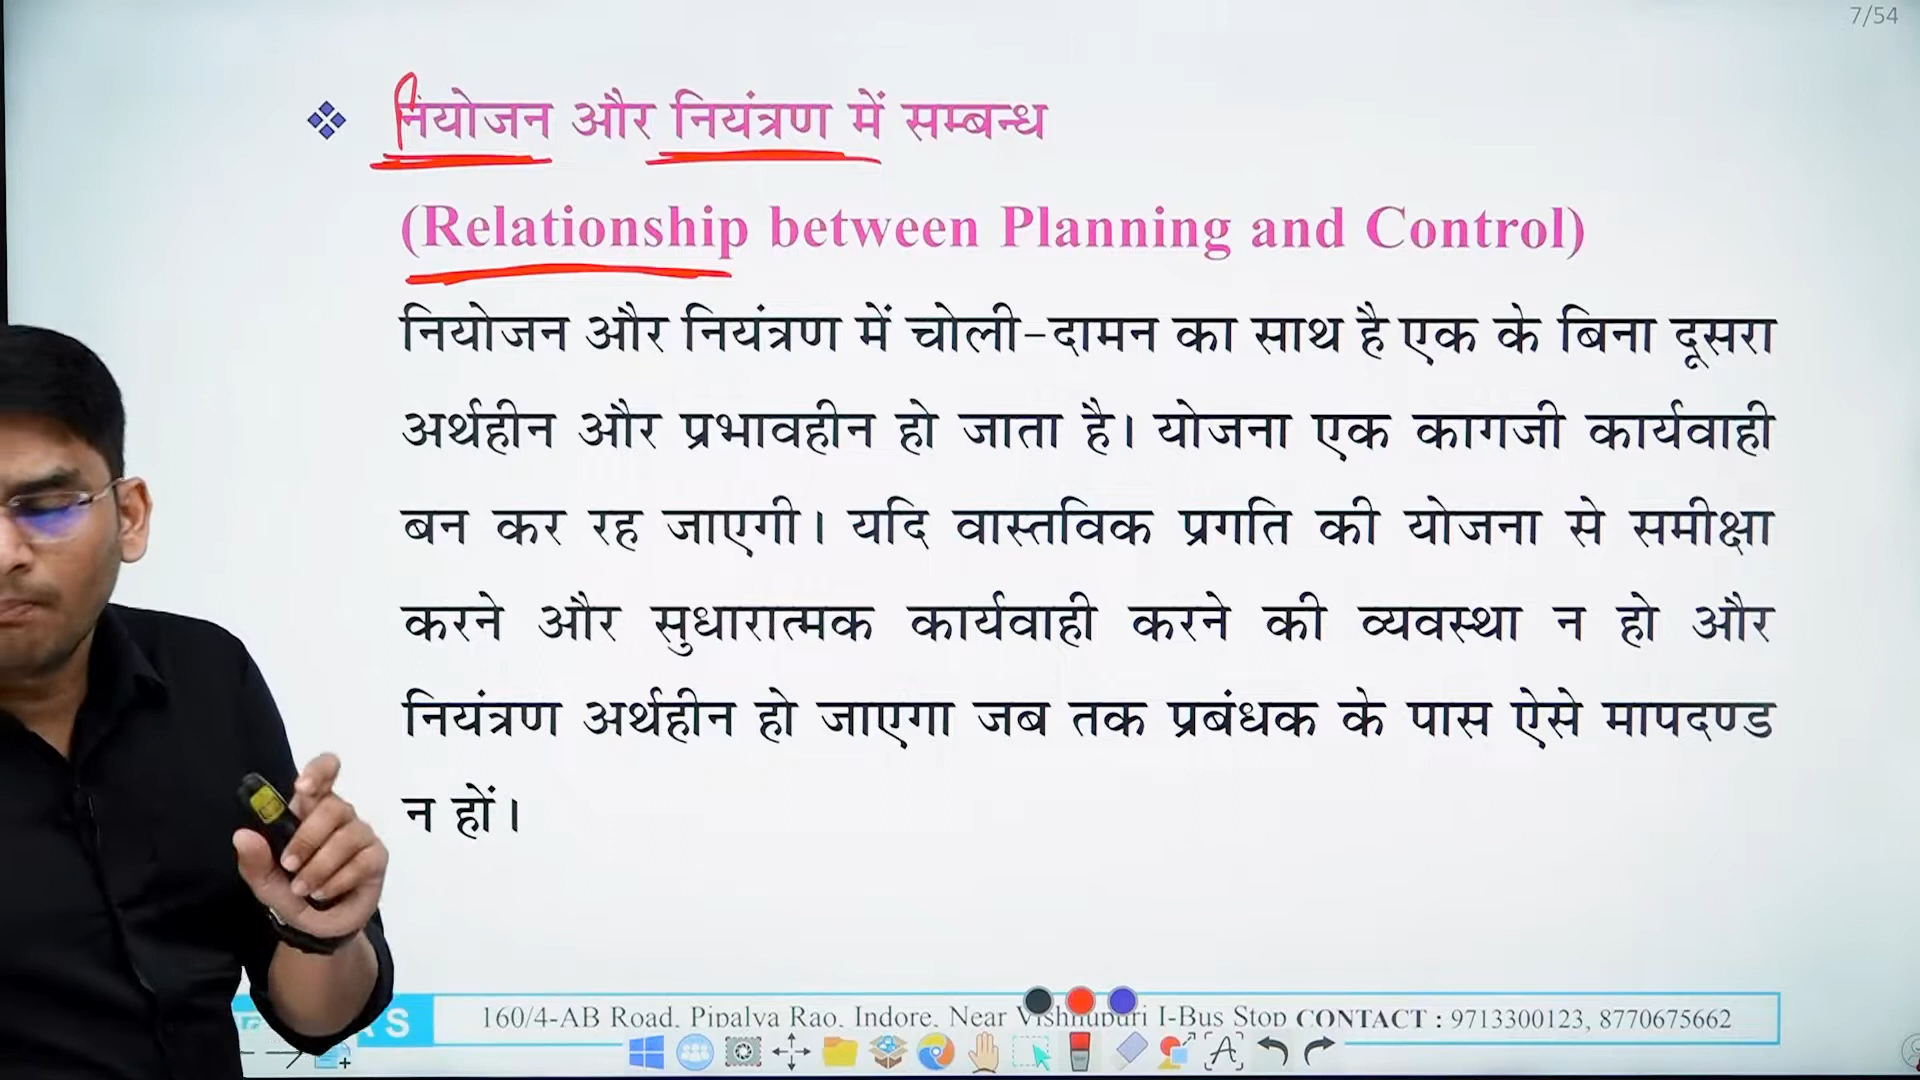 7/54
नियोजन और नियंत्रण में सम्बन्ध
(Relationship between Planning and Control)
नियोजन और नियंत्रण में चोली-दामन का साथ है एक के बिना दूसरा
अर्थहीन और प्रभावहीन हो जाता है। योजना एक कागजी कार्यवाही
बन कर रह जाएगी। यदि वास्तविक प्रगति की योजना से समीक्षा
करने और सुधारात्मक कार्यवाही करने की व्यवस्था न हो और
नियंत्रण अर्थहीन हो जाएगा जब तक प्रबंधक के पास ऐसे मापदण्ड
न हों।
160/4-AB Road, Pipalya Rao, Indore, Near Vishnupuri I-Bus Stop CONTACT : 9713300123, 8770675662